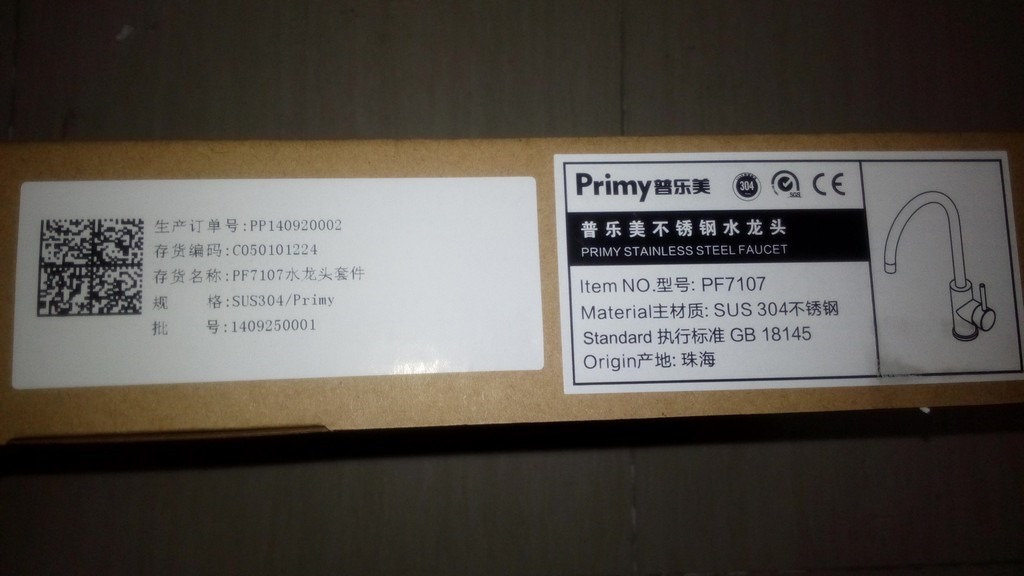 生产订单号:PP140920002
存货编码:C050101224
存货名称:PF7107水龙头套件
规 格:SUS304/Primy
批 号:1409250001
Primy普乐美 304 SGS CE
普乐美不锈钢水龙头
PRIMY STAINLESS STEEL FAUCET
Item NO.型号: PF7107
Material主材质: SUS 304不锈钢
Standard 执行标准 GB 18145
Origin产地: 珠海